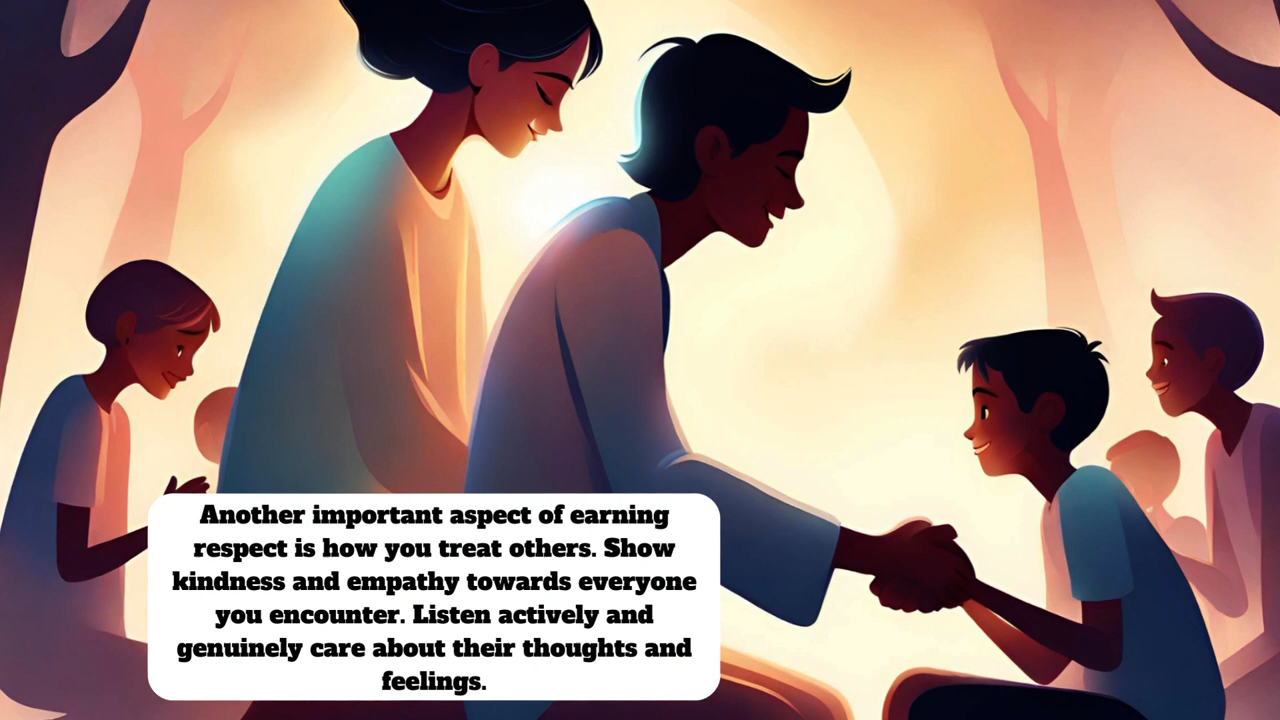 Another important aspect of earning
respect is how you treat others. Show
kindness and empathy towards everyone
you encounter. Listen actively and
genuinely care about their thoughts and
feelings.